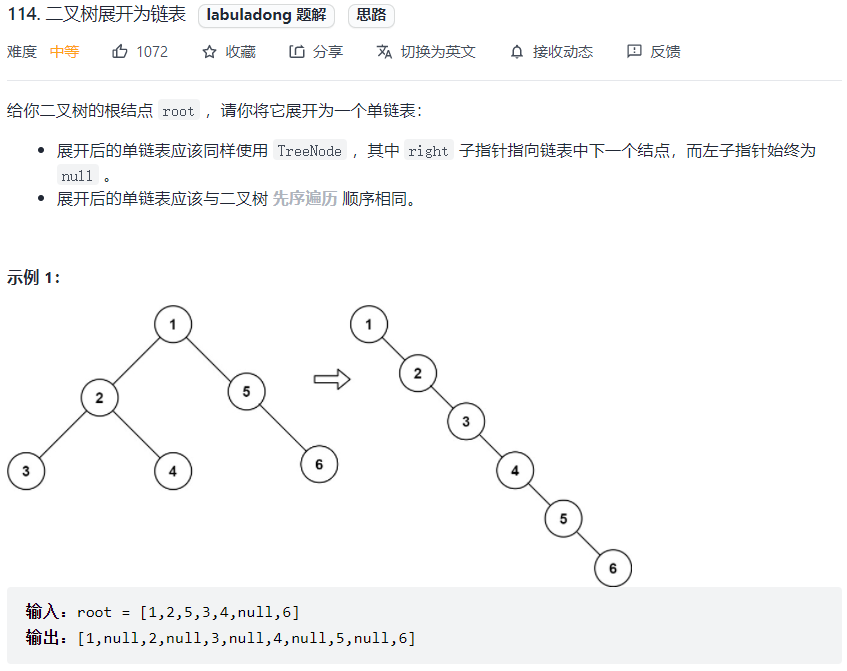 114. 二叉树展开为链表 labuladong 题解 思路
难度 中等 1072 收藏 分享 切换为英文 接收动态 反馈
给你二叉树的根结点 root ，请你将它展开为一个单链表：
展开后的单链表应该同样使用 TreeNode ，其中 right 子指针指向链表中下一个结点，而左子指针始终为
null 。
展开后的单链表应该与二叉树 先序遍历 顺序相同。
示例 1：
1 1
2 5 2
3 4 6 3
4
5
6
输入：root = [1,2,5,3,4,null,6]
输出：[1,null,2,null,3,null,4,null,5,null,6]